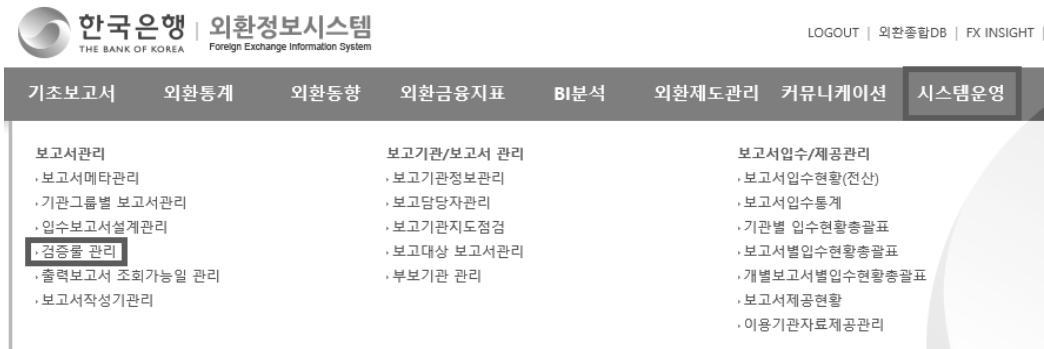 한국은행 | 외환정보시스템
THE BANK OF KOREA Foreign Exchange Information System
LOGOUT | 외환종합DB | FX INSIGHT |
기초보고서 외환통계 외환동향 외환금융지표 BI분석 외환제도관리 커뮤니케이션 시스템운영
보고서관리
보고서메타관리
기관그룹별 보고서관리
입수보고서설계관리
검증룰 관리
출력보고서 조회가능일 관리
보고서작성기관리
보고기관/보고서 관리
보고기관정보관리
보고담당자관리
보고기관지도점검
보고대상 보고서관리
부보기관 관리
보고서입수/제공관리
보고서입수현황(전산)
보고서입수통계
기관별 입수현황총괄표
보고서별입수현황총괄표
개별보고서별입수현황총괄표
보고서제공현황
이용기관자료제공관리